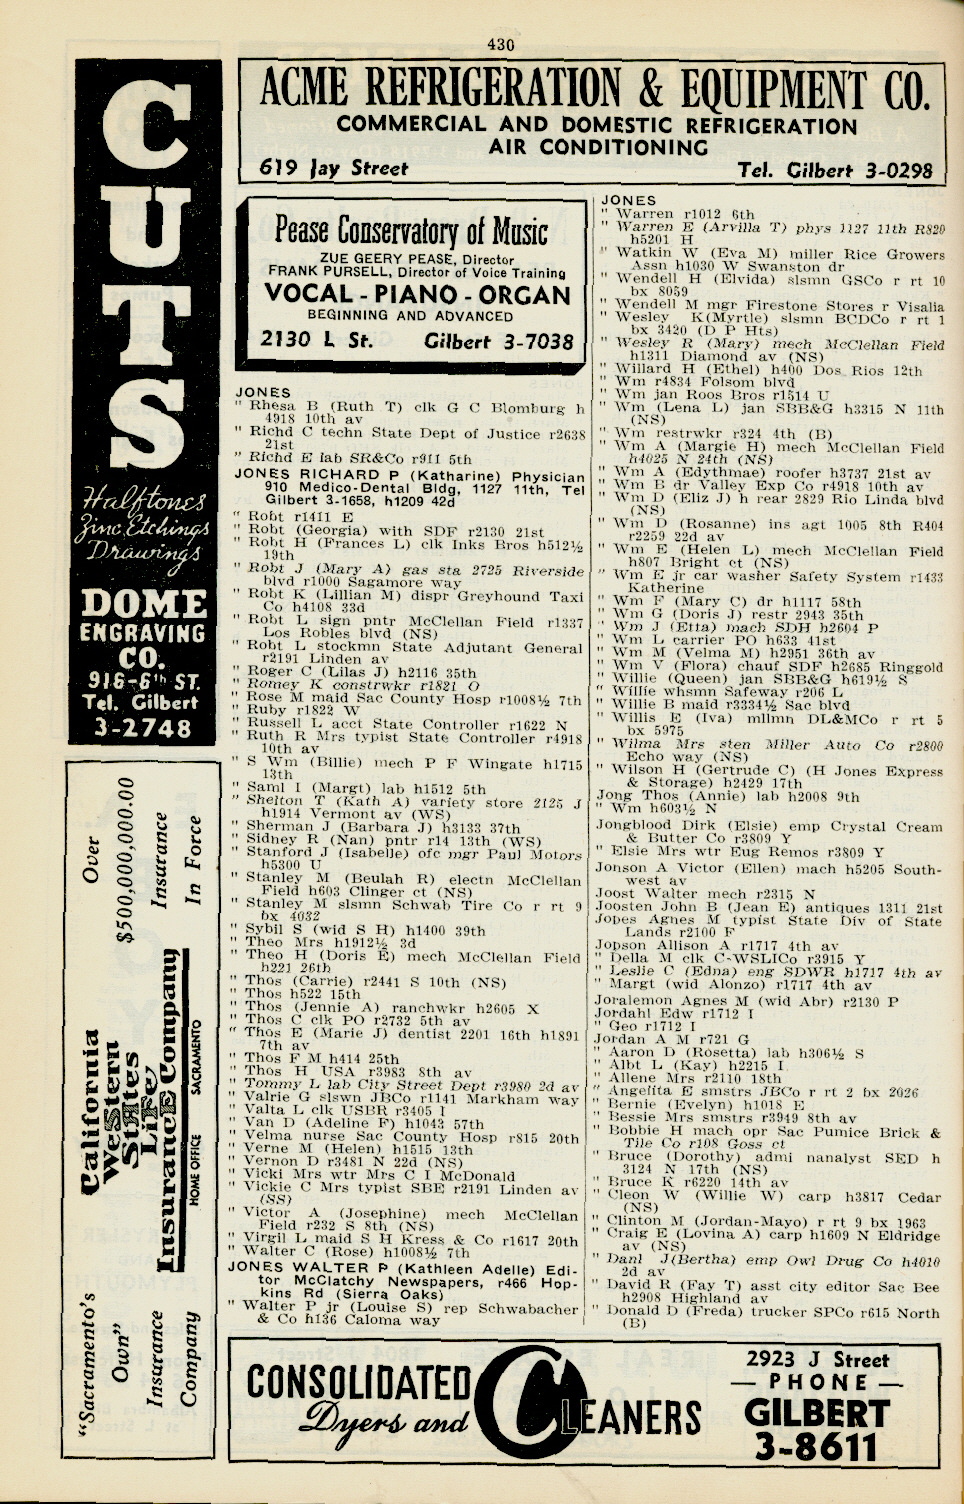 430
CUTS
Halftones
Zinc Etchings
Drawings
DOME
ENGRAVING
CO.
916-6th ST.
Tel. Gilbert
3-2748
"Sacramento's
Own"
Insurance
Company
California
Western
States
Life
Insurance Company
HOME OFFICE SACRAMENTO
Over
$500,000,000.00
Insurance
In Force
ACME REFRIGERATION & EQUIPMENT CO.
COMMERCIAL AND DOMESTIC REFRIGERATION
AIR CONDITIONING
619 Jay Street Tel. Gilbert 3-0298
Pease Conservatory of Music
ZUE GEERY PEASE, Director
FRANK PURSELL, Director of Voice Training
VOCAL - PIANO - ORGAN
BEGINNING AND ADVANCED
2130 L St. Gilbert 3-7038
JONES
" Rhesa B (Ruth T) clk G C Blomburg h
4918 10th av
" Richd C techn State Dept of Justice r2638
21st
" Richd E lab SR&Co r911 5th
JONES RICHARD P (Katharine) Physician
910 Medico-Dental Bldg, 1127 11th, Tel
Gilbert 3-1658, h1209 42d
" Robt r1411 E
" Robt (Georgia) with SDF r2130 21st
" Robt H (Frances L) clk Inks Bros h512½
19th
" Robt J (Mary A) gas sta 2725 Riverside
blvd r1000 Sagamore way
" Robt K (Lillian M) dispr Greyhound Taxi
Co h4108 33d
" Robt L sign pntr McClellan Field r1337
Los Robles blvd (NS)
" Robt L stockmn State Adjutant General
r2191 Linden av
" Roger C (Lilas J) h2116 35th
" Romey K constrwkr r1821 O
" Rose M maid Sac County Hosp r1008½ 7th
" Ruby r1822 W
" Russell L acct State Controller r1622 N
" Ruth R Mrs typist State Controller r4918
10th av
" S Wm (Billie) mech P F Wingate h1715
13th
" Saml I (Margt) lab h1512 5th
" Shelton T (Kath A) variety store 2125 J
h1914 Vermont av (WS)
" Sherman J (Barbara J) h3133 37th
" Sidney R (Nan) pntr r14 13th (WS)
" Stanford J (Isabelle) ofc mgr Paul Motors
h5300 U
" Stanley M (Beulah R) electn McClellan
Field h603 Clinger ct (NS)
" Stanley M slsmn Schwab Tire Co r rt 9
bx 4032
" Sybil S (wid S H) h1400 39th
" Theo Mrs h1912½ 3d
" Theo H (Doris E) mech McClellan Field
h221 26th
" Thos (Carrie) r2441 S 10th (NS)
" Thos h522 15th
" Thos (Jennie A) ranchwkr h2605 X
" Thos C clk PO r2732 5th av
" Thos E (Marie J) dentist 2201 16th h1891
7th av
" Thos F M h414 25th
" Thos H USA r3983 8th av
" Tommy L lab City Street Dept r3980 2d av
" Valrie G slswn JBCo r1141 Markham way
" Valta L clk USBR r3405 I
" Van D (Adeline F) h1043 57th
" Velma nurse Sac County Hosp r815 20th
" Verne M (Helen) h1515 13th
" Vernon D r3481 N 22d (NS)
" Vicki Mrs wtr Mrs C I McDonald
" Vickie C Mrs typist SBE r2191 Linden av
(SS)
" Victor A (Josephine) mech McClellan
Field r232 S 8th (NS)
" Virgil L maid S H Kress & Co r1617 20th
" Walter C (Rose) h1008½ 7th
JONES WALTER P (Kathleen Adelle) Edi-
tor McClatchy Newspapers, r466 Hop-
kins Rd (Sierra Oaks)
" Walter P jr (Louise S) rep Schwabacher
& Co h136 Caloma way
JONES
" Warren r1012 6th
" Warren E (Arvilla T) phys 1127 11th R820
h5201 H
" Watkin W (Eva M) miller Rice Growers
Assn h1030 W Swanston dr
" Wendell H (Elvida) slsmn GSCo r rt 10
bx 8059
" Wendell M mgr Firestone Stores r Visalia
" Wesley K(Myrtle) slsmn BCDCo r rt 1
bx 3420 (D P Hts)
" Wesley R (Mary) mech McClellan Field
h1311 Diamond av (NS)
" Willard H (Ethel) h400 Dos Rios 12th
" Wm r4834 Folsom blvd
" Wm jan Roos Bros r1514 U
" Wm (Lena L) jan SBB&G h3315 N 11th
(NS)
" Wm restrwkr r324 4th (B)
" Wm A (Margie H) mech McClellan Field
h4025 N 24th (NS)
" Wm A (Edythmae) roofer h3737 21st av
" Wm B dr Valley Exp Co r4918 10th av
" Wm D (Eliz J) h rear 2829 Rio Linda blvd
(NS)
" Wm D (Rosanne) ins agt 1005 8th R404
r2259 22d av
" Wm E (Helen L) mech McClellan Field
h807 Bright ct (NS)
" Wm E jr car washer Safety System r1433
Katherine
" Wm F (Mary C) dr h1117 58th
" Wm G (Doris J) restr 2943 35th
" Wm J (Etta) mach SDH h2604 P
" Wm L carrier PO h633 41st
" Wm M (Velma M) h2951 36th av
" Wm V (Flora) chauf SDF h2685 Ringgold
" Willie (Queen) jan SBB&G h619½ S
" Willie whsmn Safeway r206 L
" Willie B maid r3334½ Sac blvd
" Willis E (Iva) mllmn DL&MCo r rt 5
bx 5975
" Wilma Mrs sten Miller Auto Co r2800
Echo way (NS)
" Wilson H (Gertrude C) (H Jones Express
& Storage) h2429 17th
Jong Thos (Annie) lab h2008 9th
" Wm h603½ N
Jongblood Dirk (Elsie) emp Crystal Cream
& Butter Co r3809 Y
" Elsie Mrs wtr Eug Remos r3809 Y
Jonson A Victor (Ellen) mach h5205 South-
west av
Joost Walter mech r2315 N
Joosten John B (Jean E) antiques 1311 21st
Jopes Agnes M typist State Div of State
Lands r2100 F
Jopson Allison A r1717 4th av
" Della M clk C-WSLICo r3915 Y
" Leslie C (Edna) eng SDWR h1717 4th av
" Margt (wid Alonzo) r1717 4th av
Joralemon Agnes M (wid Abr) r2130 P
Jordahl Edw r1712 I
" Geo r1712 I
Jordan A M r721 G
" Aaron D (Rosetta) lab h306½ S
" Albt L (Kay) h2215 I
" Allene Mrs r2110 18th
" Angelita E smstrs JBCo r rt 2 bx 2026
" Bernie (Evelyn) h1018 E
" Bessie Mrs smstrs r3949 8th av
" Bobbie H mach opr Sac Pumice Brick &
Tile Co r108 Goss ct
" Bruce (Dorothy) admi nanalyst SED h
3124 N 17th (NS)
" Bruce K r6220 14th av
" Cleon W (Willie W) carp h3817 Cedar
(NS)
" Clinton M (Jordan-Mayo) r rt 9 bx 1963
" Craig E (Lovina A) carp h1609 N Eldridge
av (NS)
" Danl J(Bertha) emp Owl Drug Co h4010
2d av
" David R (Fay T) asst city editor Sac Bee
h2908 Highland av
" Donald D (Freda) trucker SPCo r615 North
(B)
CONSOLIDATED
Dyers and CLEANERS
2923 J Street
— PHONE —
GILBERT
3-8611